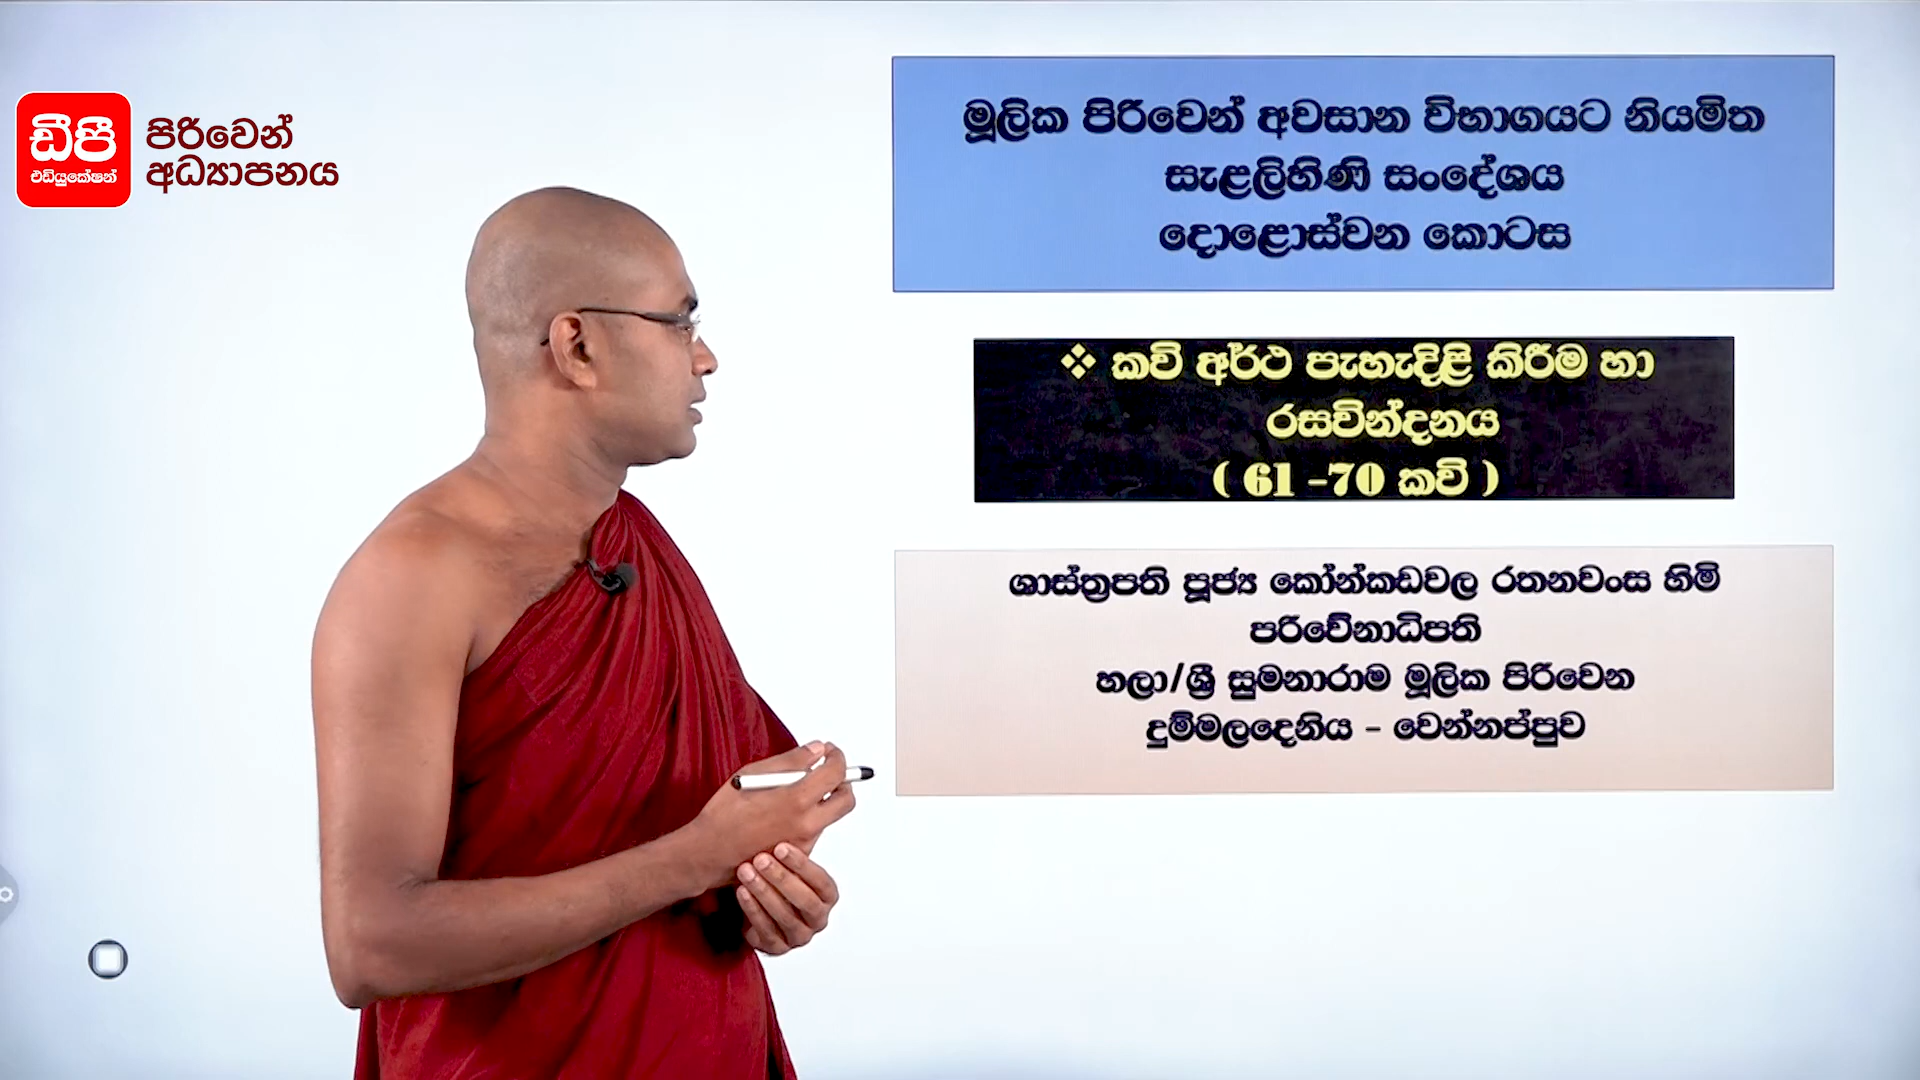 ඩීපී
එඩියුකේෂන්
පිරිවෙන්
අධ්‍යාපනය
මූලික පිරිවෙන් අවසාන විභාගයට නියමිත
සැළලිහිණි සංදේශය
දොළොස්වන කොටස
❖ කවි අර්ථ පැහැදිළි කිරීම හා
රසවින්දනය
( 61 -70 කවි )
ශාස්ත්‍රපති පූජ්‍ය කෝන්කඩවල රතනවංස හිමි
පරිවේනාධිපති
හලා/ශ්‍රී සුමනාරාම මූලික පිරිවෙන
දුම්මලදෙනිය - වෙන්නප්පුව